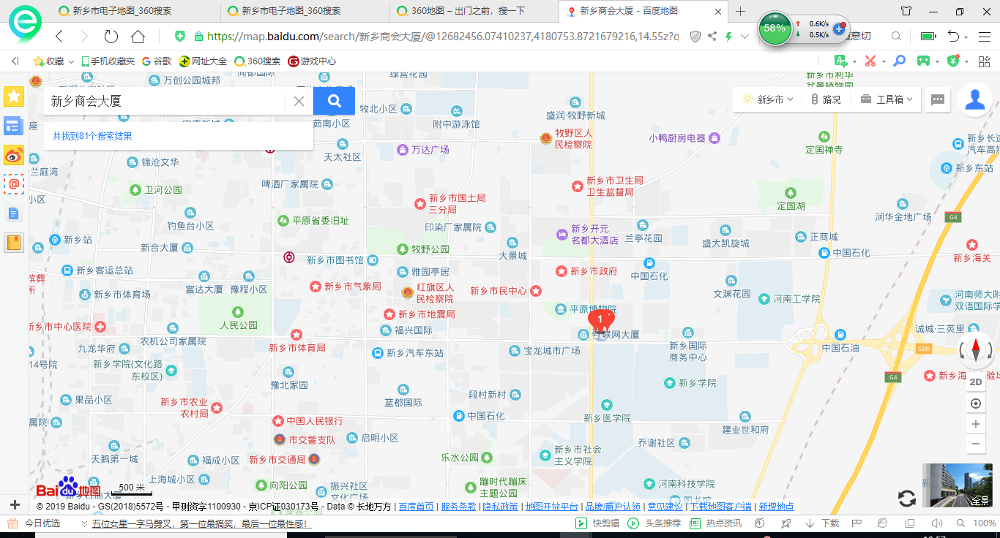 新乡市电子地图_360搜索
新乡市电子地图_360搜索
360地图 – 出门之前，搜一下
新乡商会大厦 - 百度地图
https://map.baidu.com/search/新乡商会大厦/@12682456.07410237,4180753.8721679216,14.55z?q
58%
0.6K/s
0.5K/s
意切
收藏
手机收藏夹
谷歌
网址大全
360搜索
游戏中心
新乡商会大厦
共找到81个搜索结果
新乡市
路况
工具箱
万创公园城邦
绿营花园
新乡市利华
盆景植物园
牧北小区
茹南小区
附中游泳馆
盛润·牧野新城
牧野区人
民检察院
小鸭厨房电器
定国禅寺
新乡东站
锦沧文华
兰庭湾
天太社区
万达广场
啤酒厂家属院
卫河公园
小区
新乡市卫生局
卫生监督局
新乡市国土局
三分局
定国湖
润华金地广场
G4
钓鱼台小区
平原省委旧址
印染厂家属院
新乡开元
名都大酒店
兰亭花园
盛大凯旋城
正商城
新乡站
新合大厦
新乡市图书馆
牧野公园
大景城
中国石化
新乡海关
新乡客运总站
富达大厦
豫程小区
雅园亭居
新乡市政府
中国石化
殡葬
所
新乡市体育场
新乡市气象局
红旗区人
民检察院
新乡市民中心
文渊花园
河南工学院
河南师大附
双语国际学
人民公园
新乡市地震局
平原博物院
1
互联网大厦
新乡市中心医院
农机公司家属院
新乡市体育局
福兴国际
诚城·三英里
九龙华府
14号院
新乡学院(文化路
东校区)
新乡汽车东站
宝龙城市广场
新乡国际
商务中心
中国石油
S308
G4
豫北家园
新乡学院
2D
果品小区
新乡市农业
农村局
蓝郡国际
段村新村
新乡医学院
属院
中国人民银行
中国石化
建业世和府
市交警支队
启明小区
乔谢社区
天鹅第一城
福成小区
新乡市交通局
乐水公园
新乡市社会
主义学院
上海城小区
向阳公园
振兴社区
文化广场
蹦时代蹦床
主题公园
河南科技学院
图书馆
Baidu地图
500 米
全景
© 2019 Baidu - GS(2018)5572号 - 甲测资字1100930 - 京ICP证030173号 - Data © 长地万方 | 百度首页 | 服务条款 | 隐私政策 | 地图开放平台 | 品牌/商户认领 | 意见建议 | 下载地图客户端 | 新增地点
今日优选
五位女星一字马劈叉，第一位最搞笑，最后一位最性感！
快剪辑
头条推荐
热点资讯
下载
100%